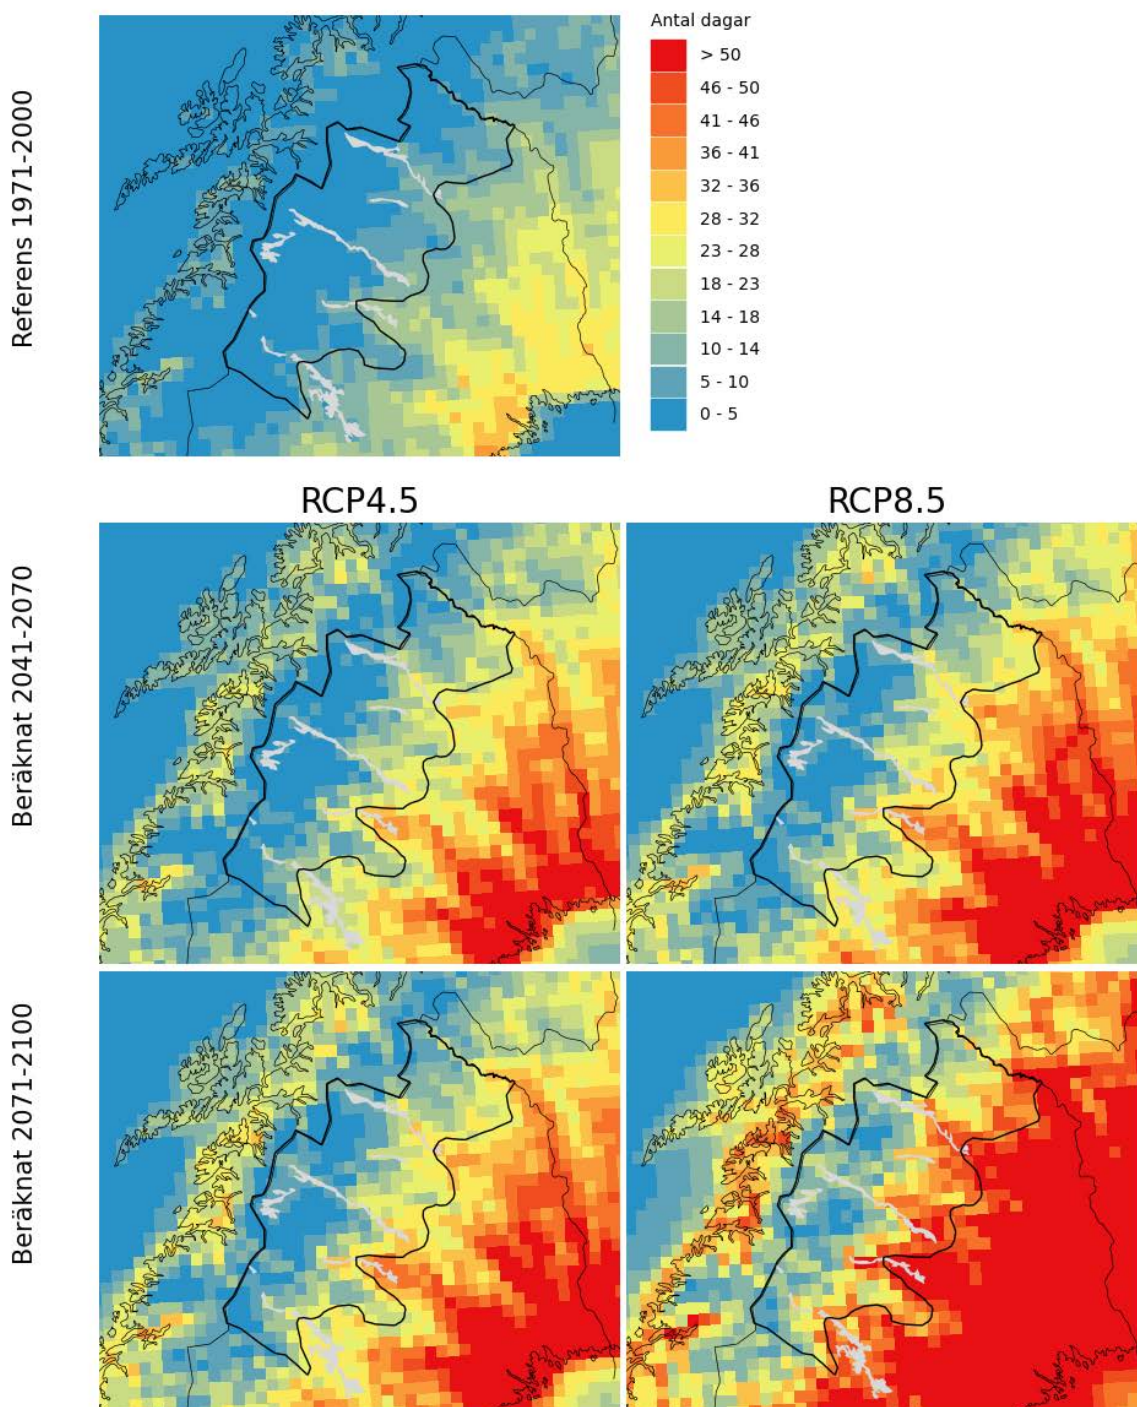 Antal dagar
> 50
46 - 50
41 - 46
36 - 41
32 - 36
28 - 32
23 - 28
18 - 23
14 - 18
10 - 14
5 - 10
0 - 5
Referens 1971-2000
RCP4.5
RCP8.5
Beräknat 2041-2070
Beräknat 2071-2100